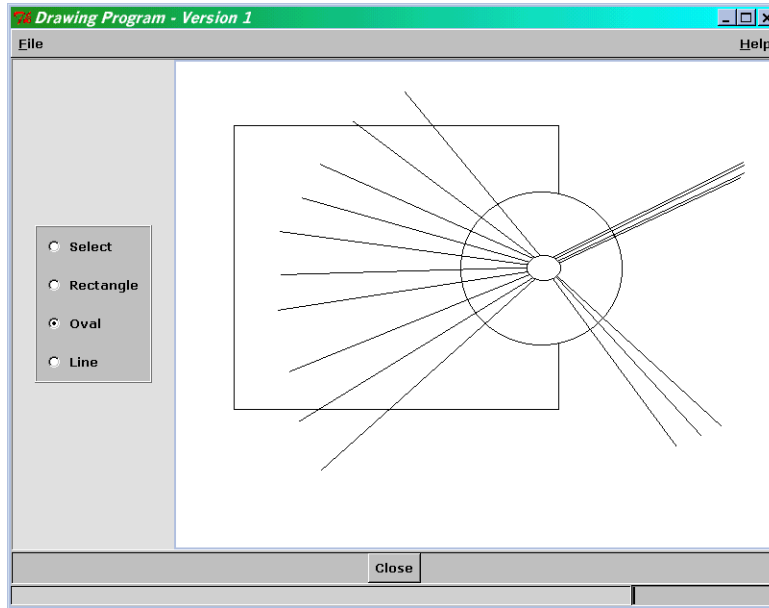 Drawing Program - Version 1
File Help
Select
Rectangle
Oval
Line
Close